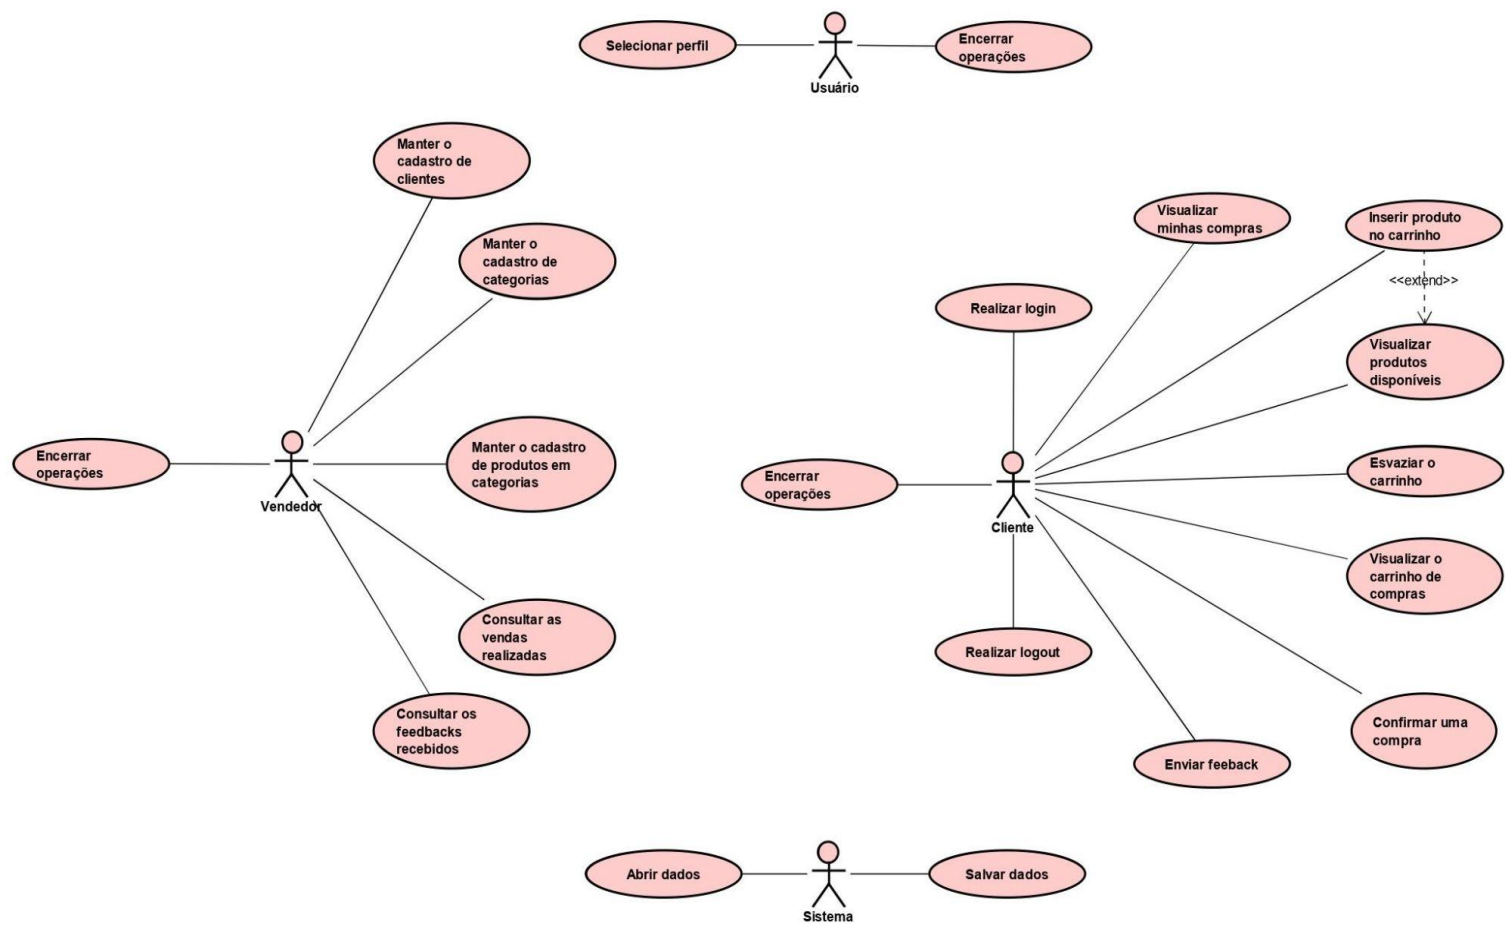 Selecionar perfil
Encerrar
operações
Usuário
Manter o
cadastro de
clientes
Manter o
cadastro de
categorias
Encerrar
operações
Vendedor
Manter o cadastro
de produtos em
categorias
Consultar as
vendas
realizadas
Consultar os
feedbacks
recebidos
Visualizar
minhas compras
Inserir produto
no carrinho
<<extend>>
Realizar login
Visualizar
produtos
disponíveis
Encerrar
operações
Cliente
Esvaziar o
carrinho
Visualizar o
carrinho de
compras
Realizar logout
Confirmar uma
compra
Enviar feeback
Abrir dados
Salvar dados
Sistema